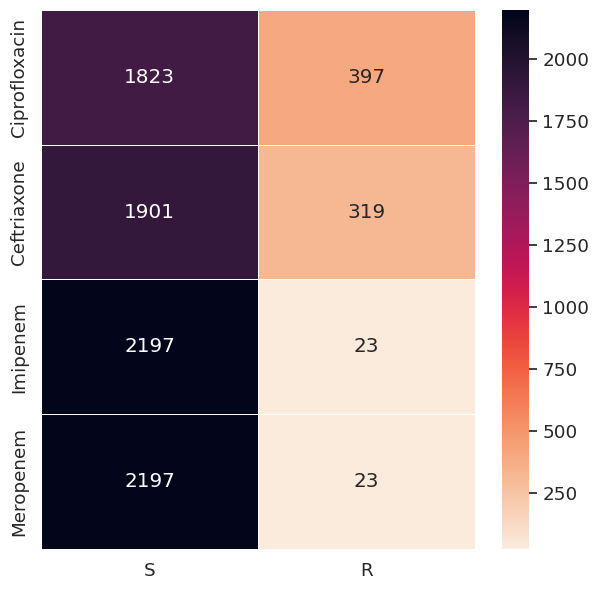 Ciprofloxacin
1823 397
Ceftriaxone
1901 319
Imipenem
2197 23
Meropenem
2197 23
S R
2000
1750
1500
1250
1000
750
500
250